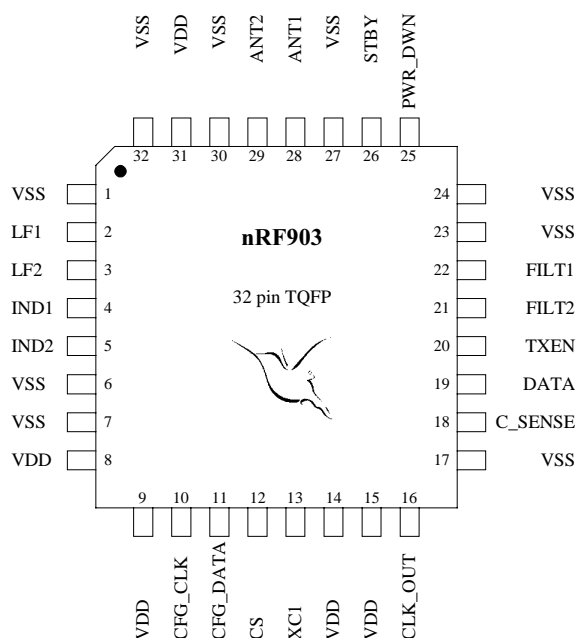 VSS
VDD
VSS
ANT2
ANT1
VSS
STBY
PWR_DWN
32 31 30 29 28 27 26 25
VSS 1 24 VSS
LF1 2 23 VSS
LF2 3 22 FILT1
IND1 4 21 FILT2
IND2 5 20 TXEN
VSS 6 19 DATA
VSS 7 18 C_SENSE
VDD 8 17 VSS
nRF903
32 pin TQFP
9 10 11 12 13 14 15 16
VDD
CFG_CLK
CFG_DATA
CS
XC1
VDD
VDD
CLK_OUT